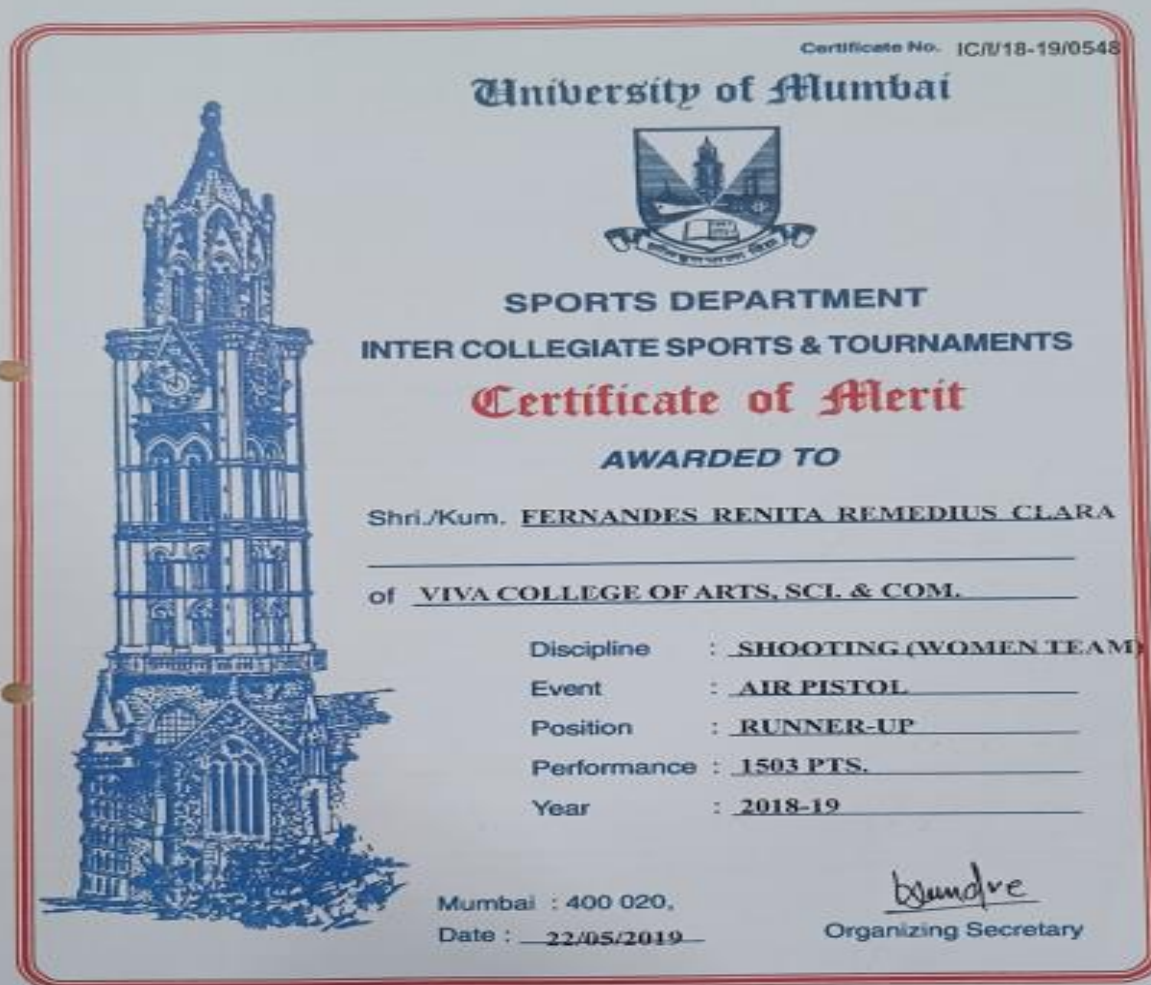 Certificate No. IC/I/18-19/0548
University of Mumbai
SPORTS DEPARTMENT
INTER COLLEGIATE SPORTS & TOURNAMENTS
Certificate of Merit
AWARDED TO
Shri./Kum. FERNANDES RENITA REMEDIUS CLARA
of VIVA COLLEGE OF ARTS, SCI. & COM.
Discipline : SHOOTING (WOMEN TEAM)
Event : AIR PISTOL
Position : RUNNER-UP
Performance : 1503 PTS.
Year : 2018-19
Mumbai : 400 020,
Date : 22/05/2019
Organizing Secretary